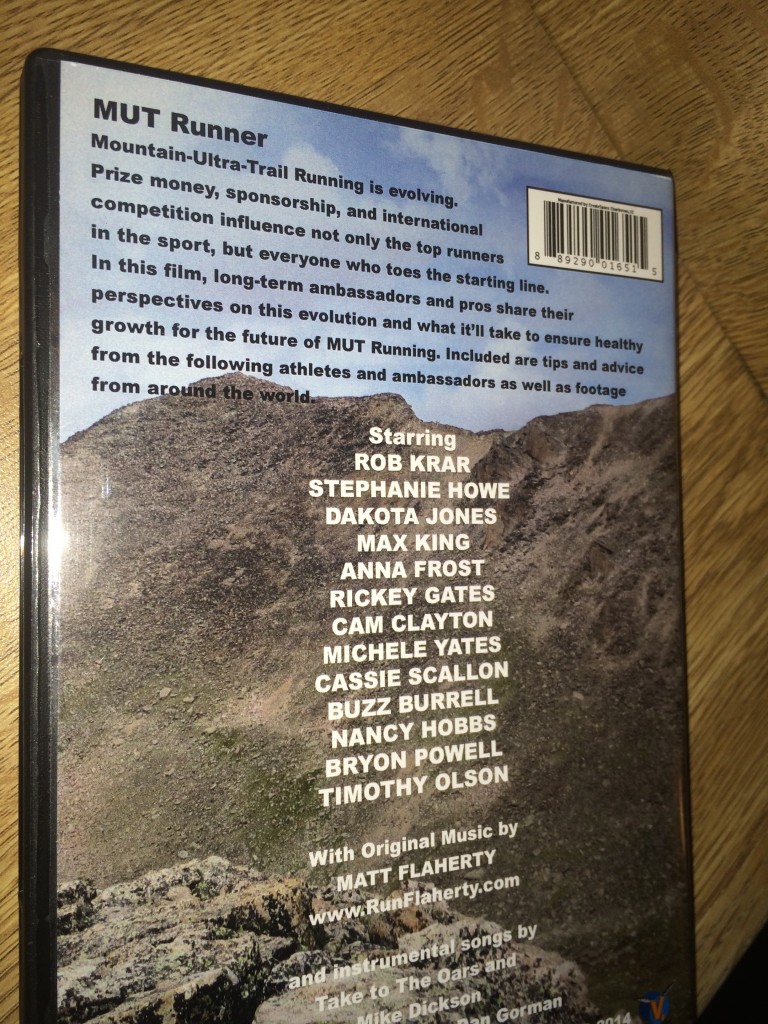 MUT Runner
Mountain-Ultra-Trail Running is evolving.
Prize money, sponsorship, and international
competition influence not only the top runners
in the sport, but everyone who toes the starting line.
In this film, long-term ambassadors and pros share their
perspectives on this evolution and what it'll take to ensure healthy
growth for the future of MUT Running. Included are tips and advice
from the following athletes and ambassadors as well as footage
from around the world.
8 89290 01651 5
Starring
ROB KRAR
STEPHANIE HOWE
DAKOTA JONES
MAX KING
ANNA FROST
RICKEY GATES
CAM CLAYTON
MICHELE YATES
CASSIE SCALLON
BUZZ BURRELL
NANCY HOBBS
BRYON POWELL
TIMOTHY OLSON
With Original Music by
MATT FLAHERTY
www.RunFlaherty.com
and instrumental songs by
Take to The Oars and
Mike Dickson
Dan Gorman
2014
V